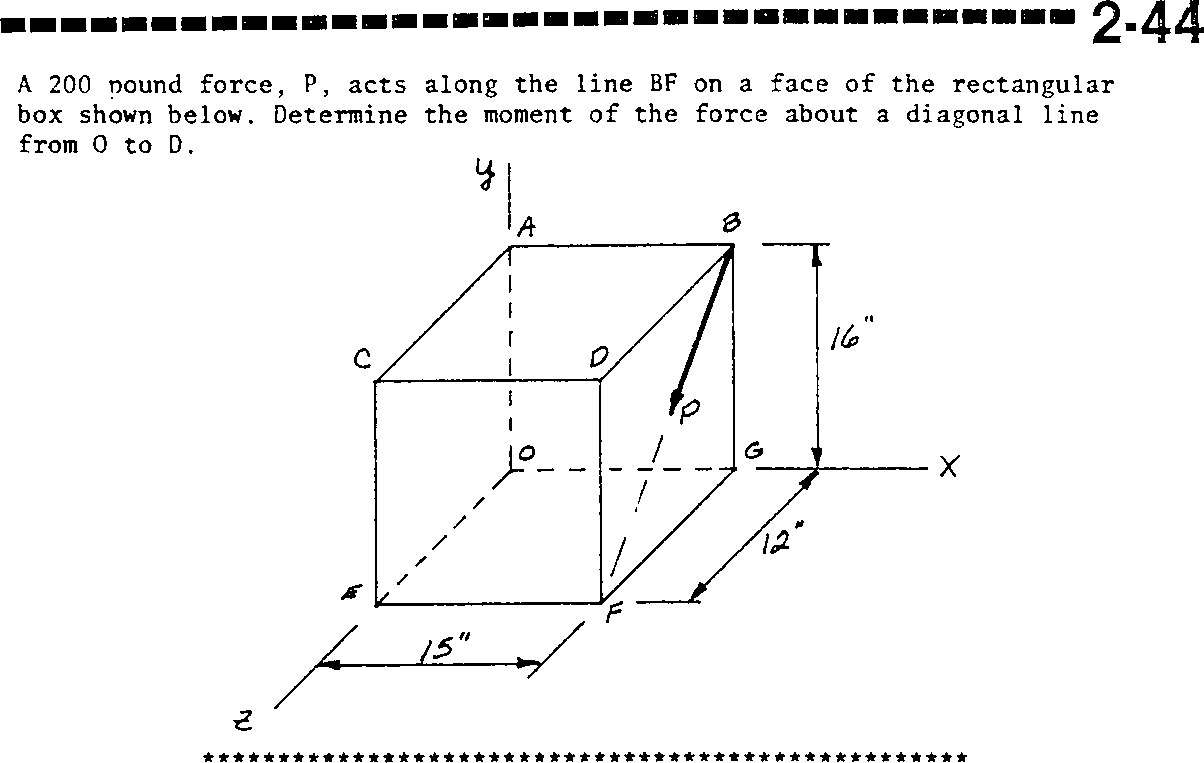 2-44
A 200 pound force, P, acts along the line BF on a face of the rectangular
box shown below. Determine the moment of the force about a diagonal line
from O to D.
y
A
B
16"
C
D
P
O
G
X
12"
E
F
15"
Z
***************************************************